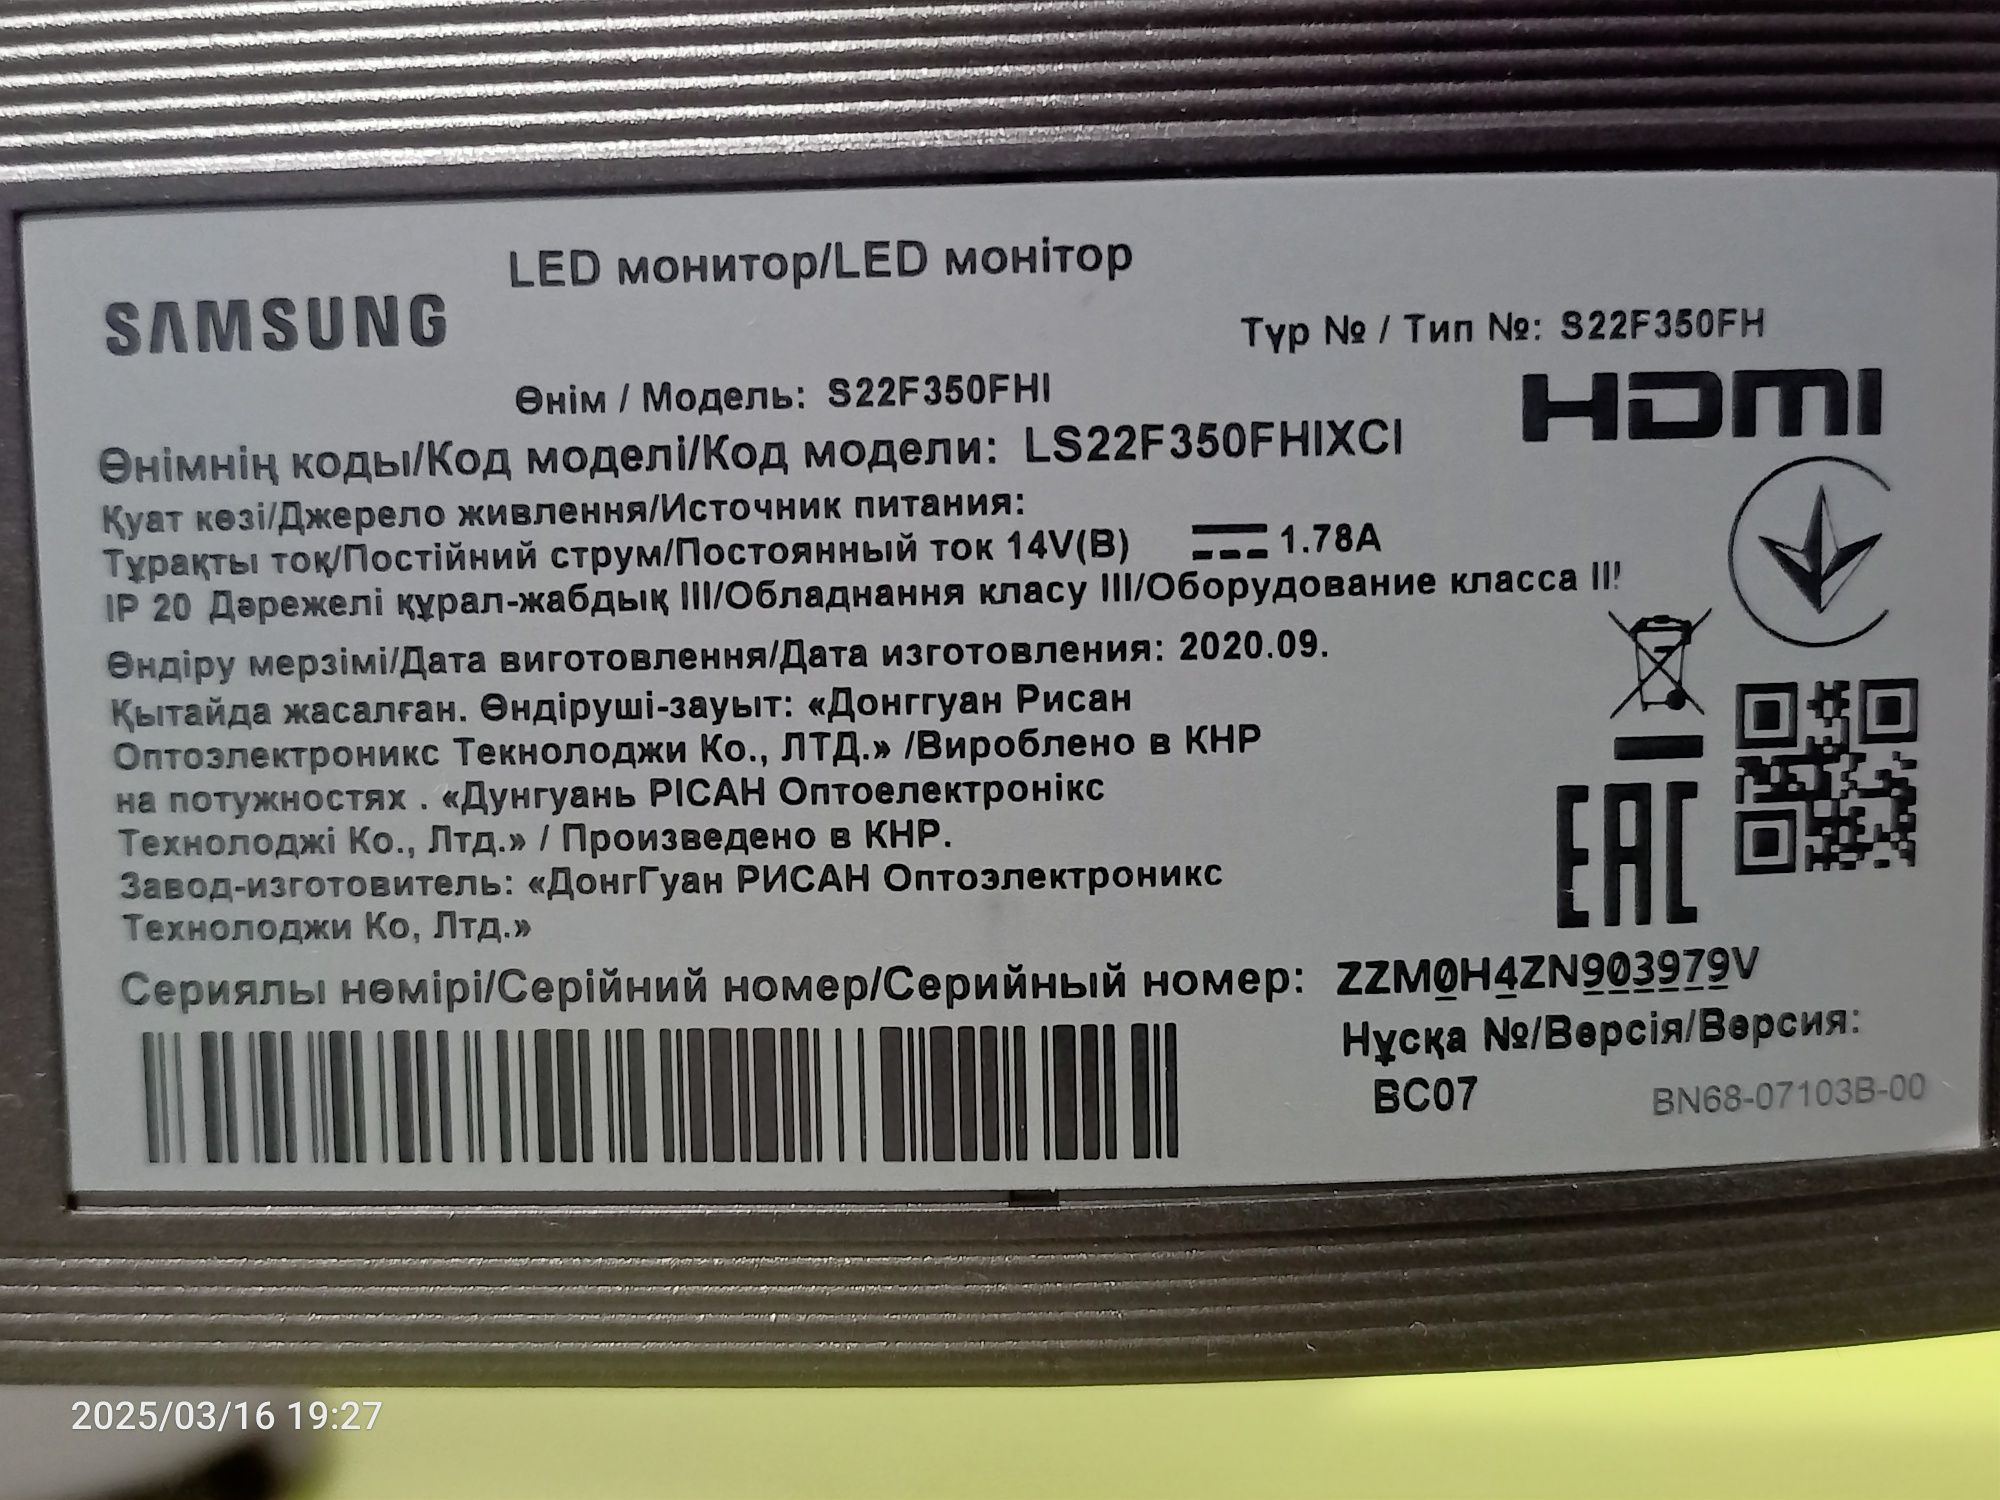 LED монитор/LED монітор
SAMSUNG
Түр № / Тип №: S22F350FH
Өнім / Модель: S22F350FHI
HDMI
Өнімнің коды/Код моделі/Код модели: LS22F350FHIXCI
Қуат көзі/Джерело живлення/Источник питания:
Тұрақты тоқ/Постійний струм/Постоянный ток 14V(В) 1.78A
IP 20 Дәрежелі құрал-жабдық III/Обладнання класу III/Оборудование класса III
Өндіру мерзімі/Дата виготовлення/Дата изготовления: 2020.09.
Қытайда жасалған. Өндіруші-зауыт: «Донггуан Рисан
Оптоэлектроникс Текнолоджи Ко., ЛТД.» /Вироблено в КНР
на потужностях . «Дунгуань РІСАН Оптоелектронікс
Технолоджі Ко., Лтд.» / Произведено в КНР.
Завод-изготовитель: «ДонгГуан РИСАН Оптоэлектроникс
Технолоджи Ко, Лтд.»
EAC
Сериялы нөмірі/Серійний номер/Серийный номер: ZZM0H4ZN903979V
Нұсқа №/Версія/Версия:
BC07 BN68-07103B-00
2025/03/16 19:27